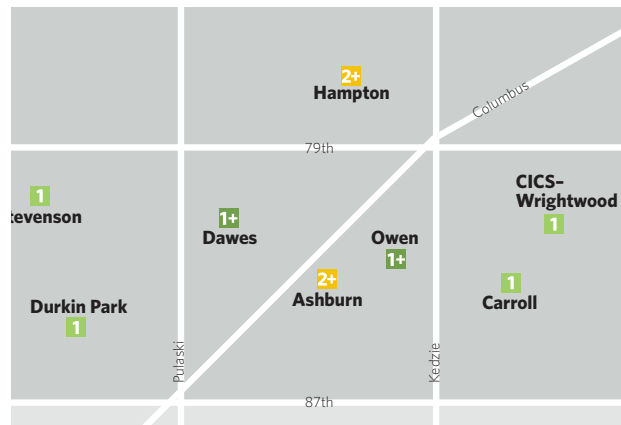 2+
Hampton
Columbus
79th
CICS–
Wrightwood
1
1
tevenson
1+
Dawes
Owen
1+
2+
Ashburn
1
Carroll
Durkin Park
1
Pulaski
Kedzie
87th